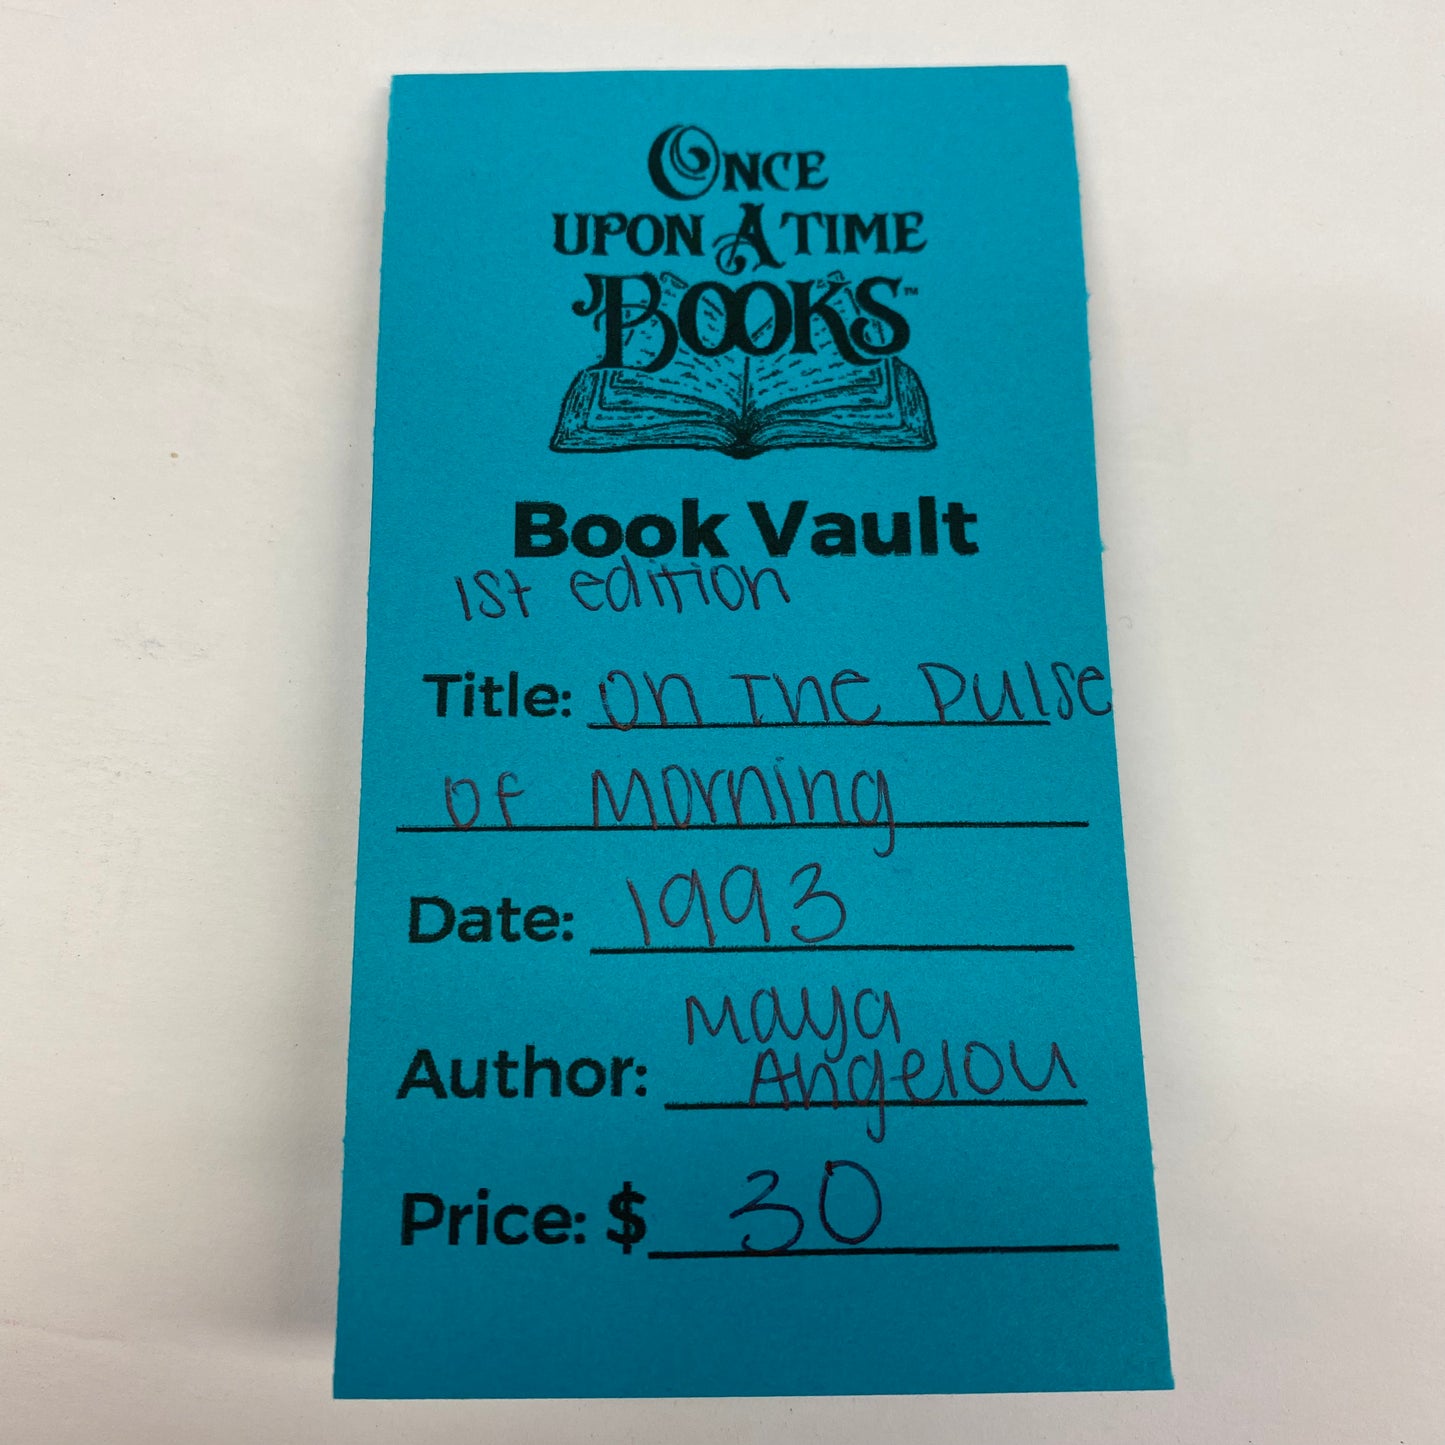 ONCE
UPON A TIME
BOOKS™
Book Vault
1st edition
Title: On The Pulse
of Morning
Date: 1993
Maya
Author: Angelou
Price: $ 30